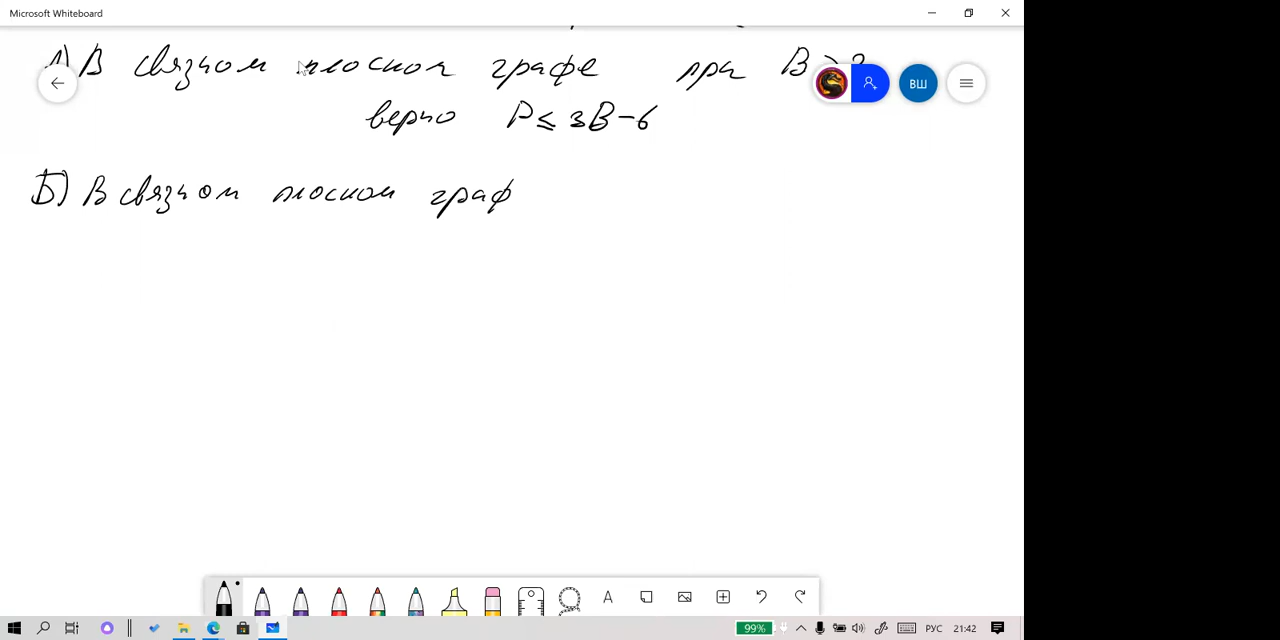 Microsoft Whiteboard
А) В связном плоском графе при В
верно Р ≤ 3В-6
ВШ
Б) В связном плоском граф
99%
РУС
21:42